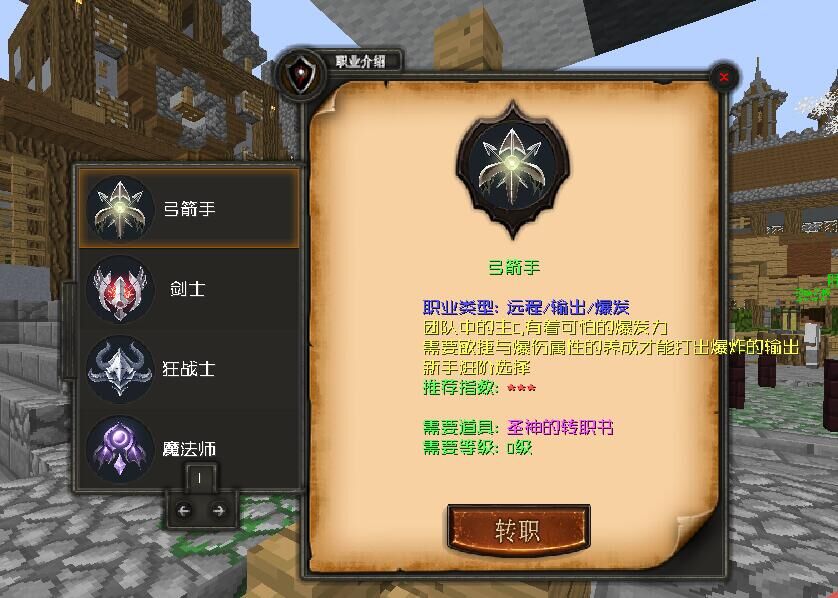 职业介绍
弓箭手
剑士
狂战士
魔法师
1
弓箭手
职业类型: 远程/输出/爆发
团队中的主c,有着可怕的爆发力
需要敏捷与爆伤属性的养成才能打出爆炸的输出
新手进阶选择
推荐指数: ***
需要道具: 圣神的转职书
需要等级: 0级
转职